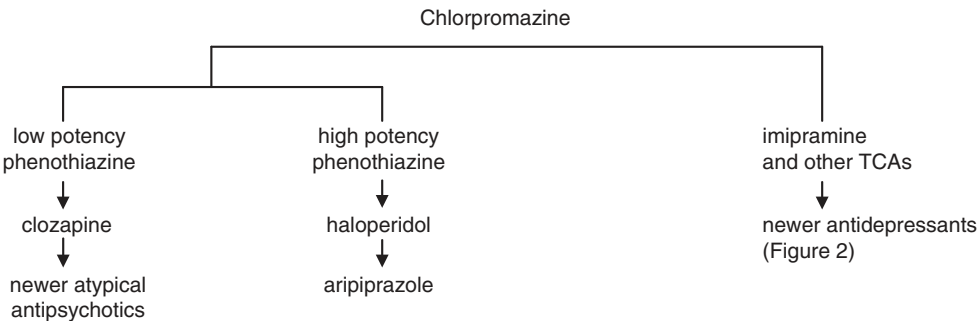 Chlorpromazine
low potency
phenothiazine
clozapine
newer atypical
antipsychotics
high potency
phenothiazine
haloperidol
aripiprazole
imipramine
and other TCAs
newer antidepressants
(Figure 2)